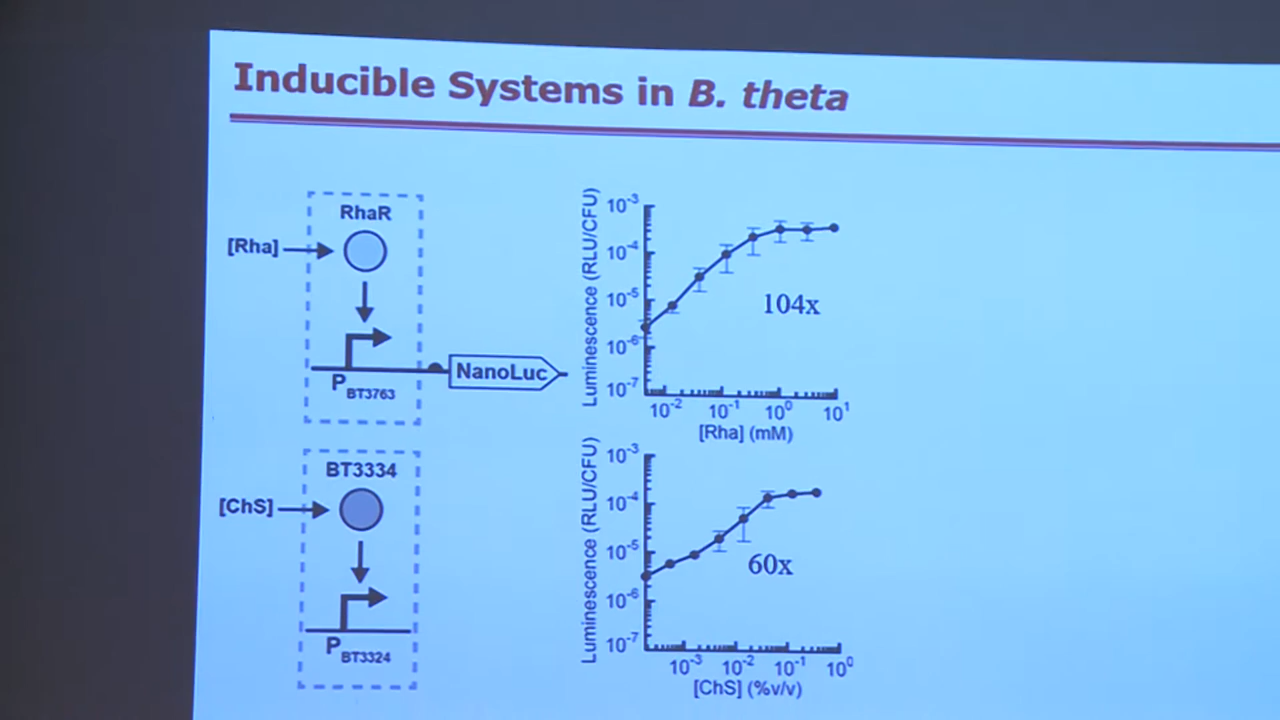 Inducible Systems in B. theta
RhaR
[Rha]
P BT3763
NanoLuc
Luminescence (RLU/CFU)
10-3
10-4
10-5
10-6
10-7
104x
10-2 10-1 100 101
[Rha] (mM)
BT3334
[ChS]
P BT3324
Luminescence (RLU/CFU)
10-3
10-4
10-5
10-6
10-7
60x
10-3 10-2 10-1 100
[ChS] (%v/v)